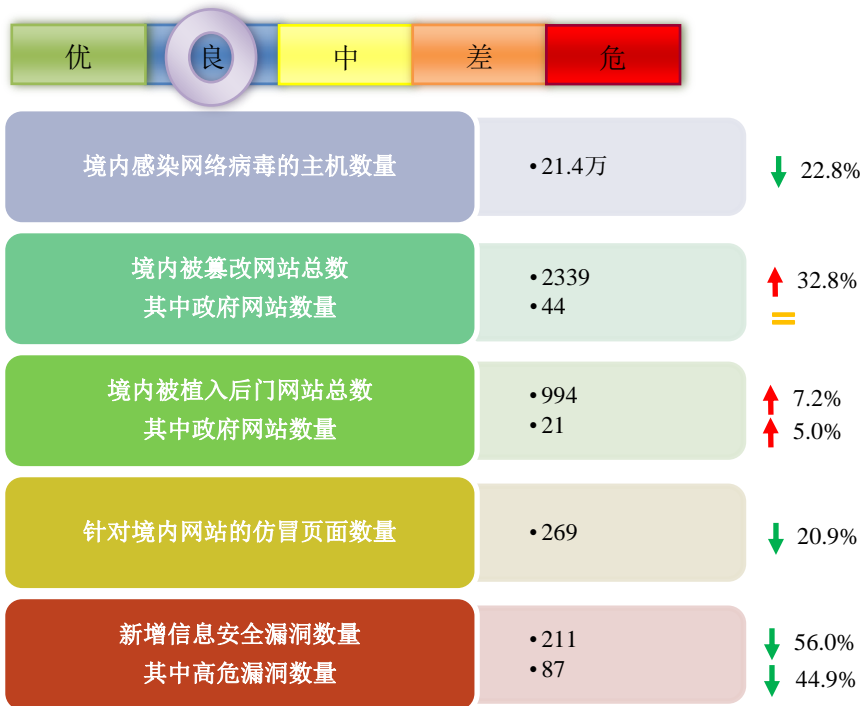 优 良 中 差 危
境内感染网络病毒的主机数量 •21.4万 22.8%
境内被篡改网站总数 •2339 32.8%
其中政府网站数量 •44 =
境内被植入后门网站总数 •994 7.2%
其中政府网站数量 •21 5.0%
针对境内网站的仿冒页面数量 •269 20.9%
新增信息安全漏洞数量 •211 56.0%
其中高危漏洞数量 •87 44.9%